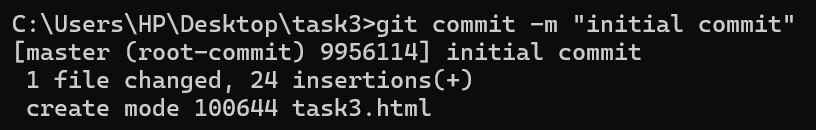 C:\Users\HP\Desktop\task3>git commit -m "initial commit"
[master (root-commit) 9956114] initial commit
 1 file changed, 24 insertions(+)
 create mode 100644 task3.html